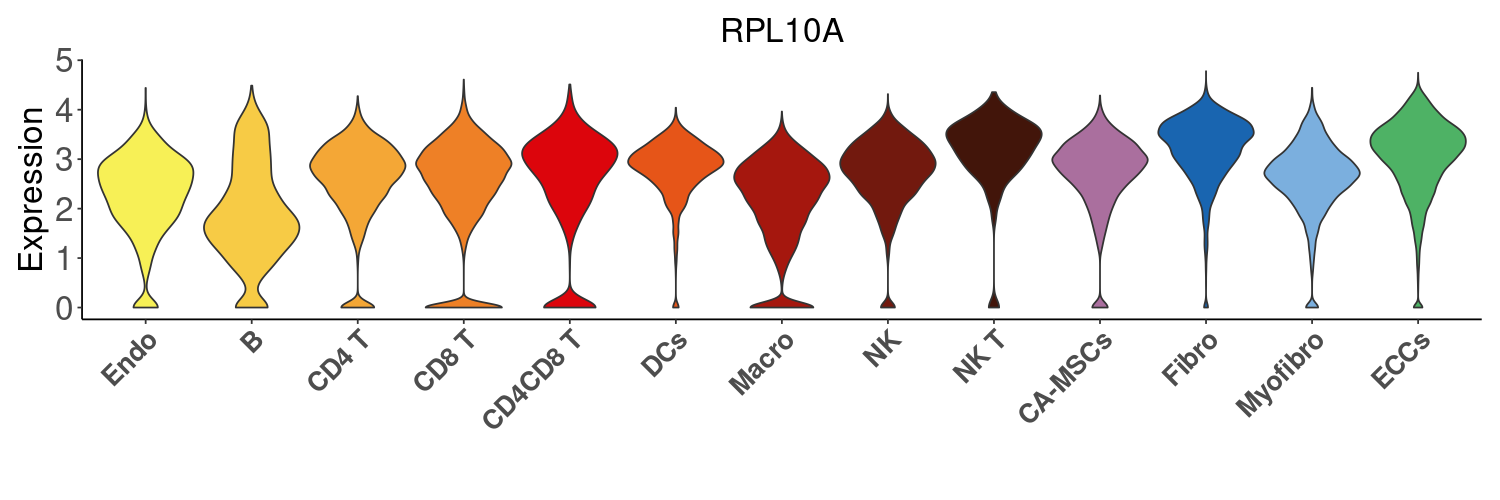 RPL10A
Expression
5
4
3
2
1
0
Endo
B
CD4 T
CD8 T
CD4CD8 T
DCs
Macro
NK
NK T
CA-MSCs
Fibro
Myofibro
ECCs